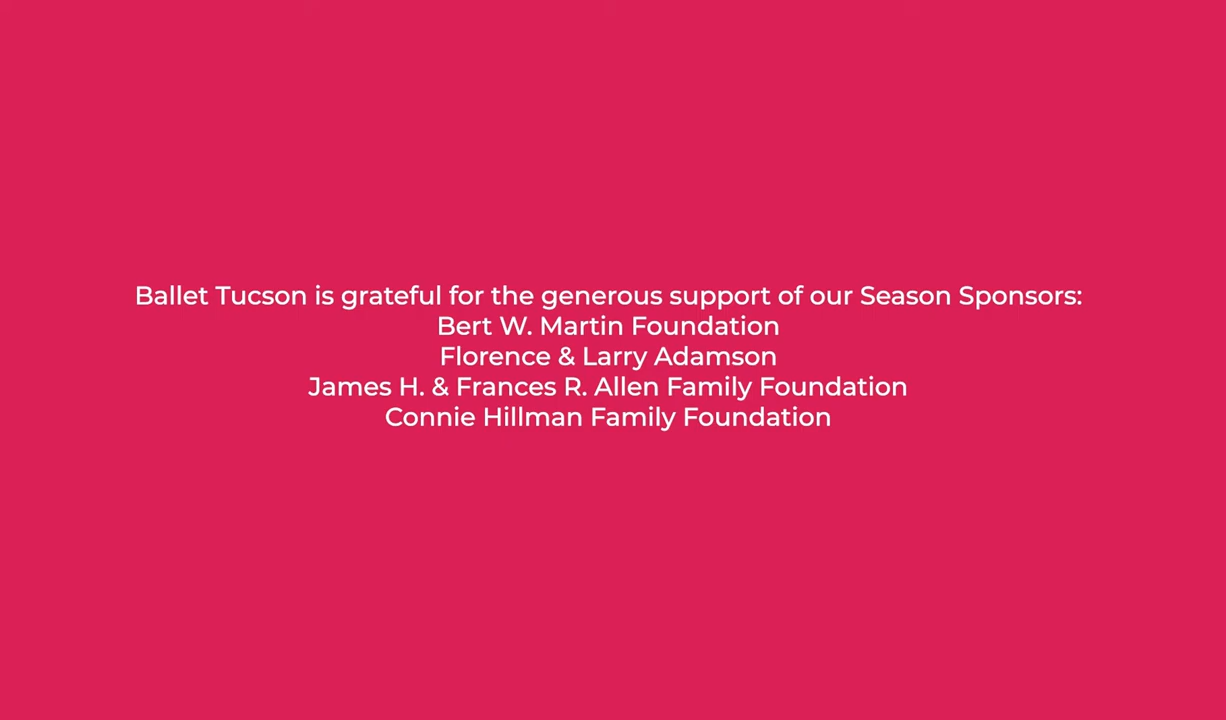 Ballet Tucson is grateful for the generous support of our Season Sponsors:
Bert W. Martin Foundation
Florence & Larry Adamson
James H. & Frances R. Allen Family Foundation
Connie Hillman Family Foundation